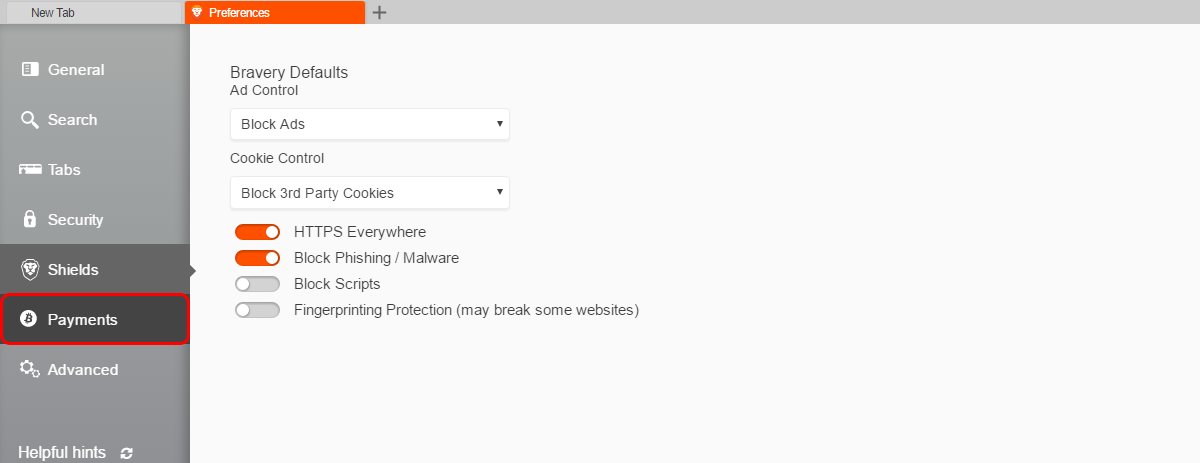 New Tab
Preferences
General
Search
Tabs
Security
Shields
Payments
Advanced
Helpful hints
Bravery Defaults
Ad Control
Block Ads
Cookie Control
Block 3rd Party Cookies
HTTPS Everywhere
Block Phishing / Malware
Block Scripts
Fingerprinting Protection (may break some websites)